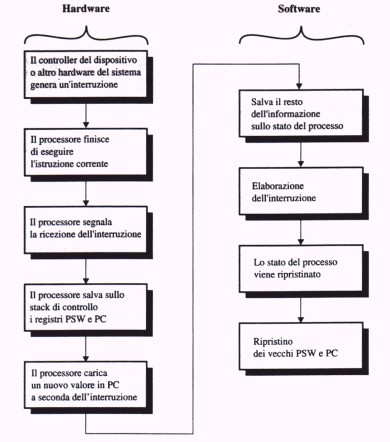 Hardware
Il controller del dispositivo
o altro hardware del sistema
genera un'interruzione
Il processore finisce
di eseguire
l'istruzione corrente
Il processore segnala
la ricezione dell'interruzione
Il processore salva sullo
stack di controllo
i registri PSW e PC
Il processore carica
un nuovo valore in PC
a seconda dell'interruzione
Software
Salva il resto
dell'informazione
sullo stato del processo
Elaborazione
dell'interruzione
Lo stato del processo
viene ripristinato
Ripristino
dei vecchi PSW e PC